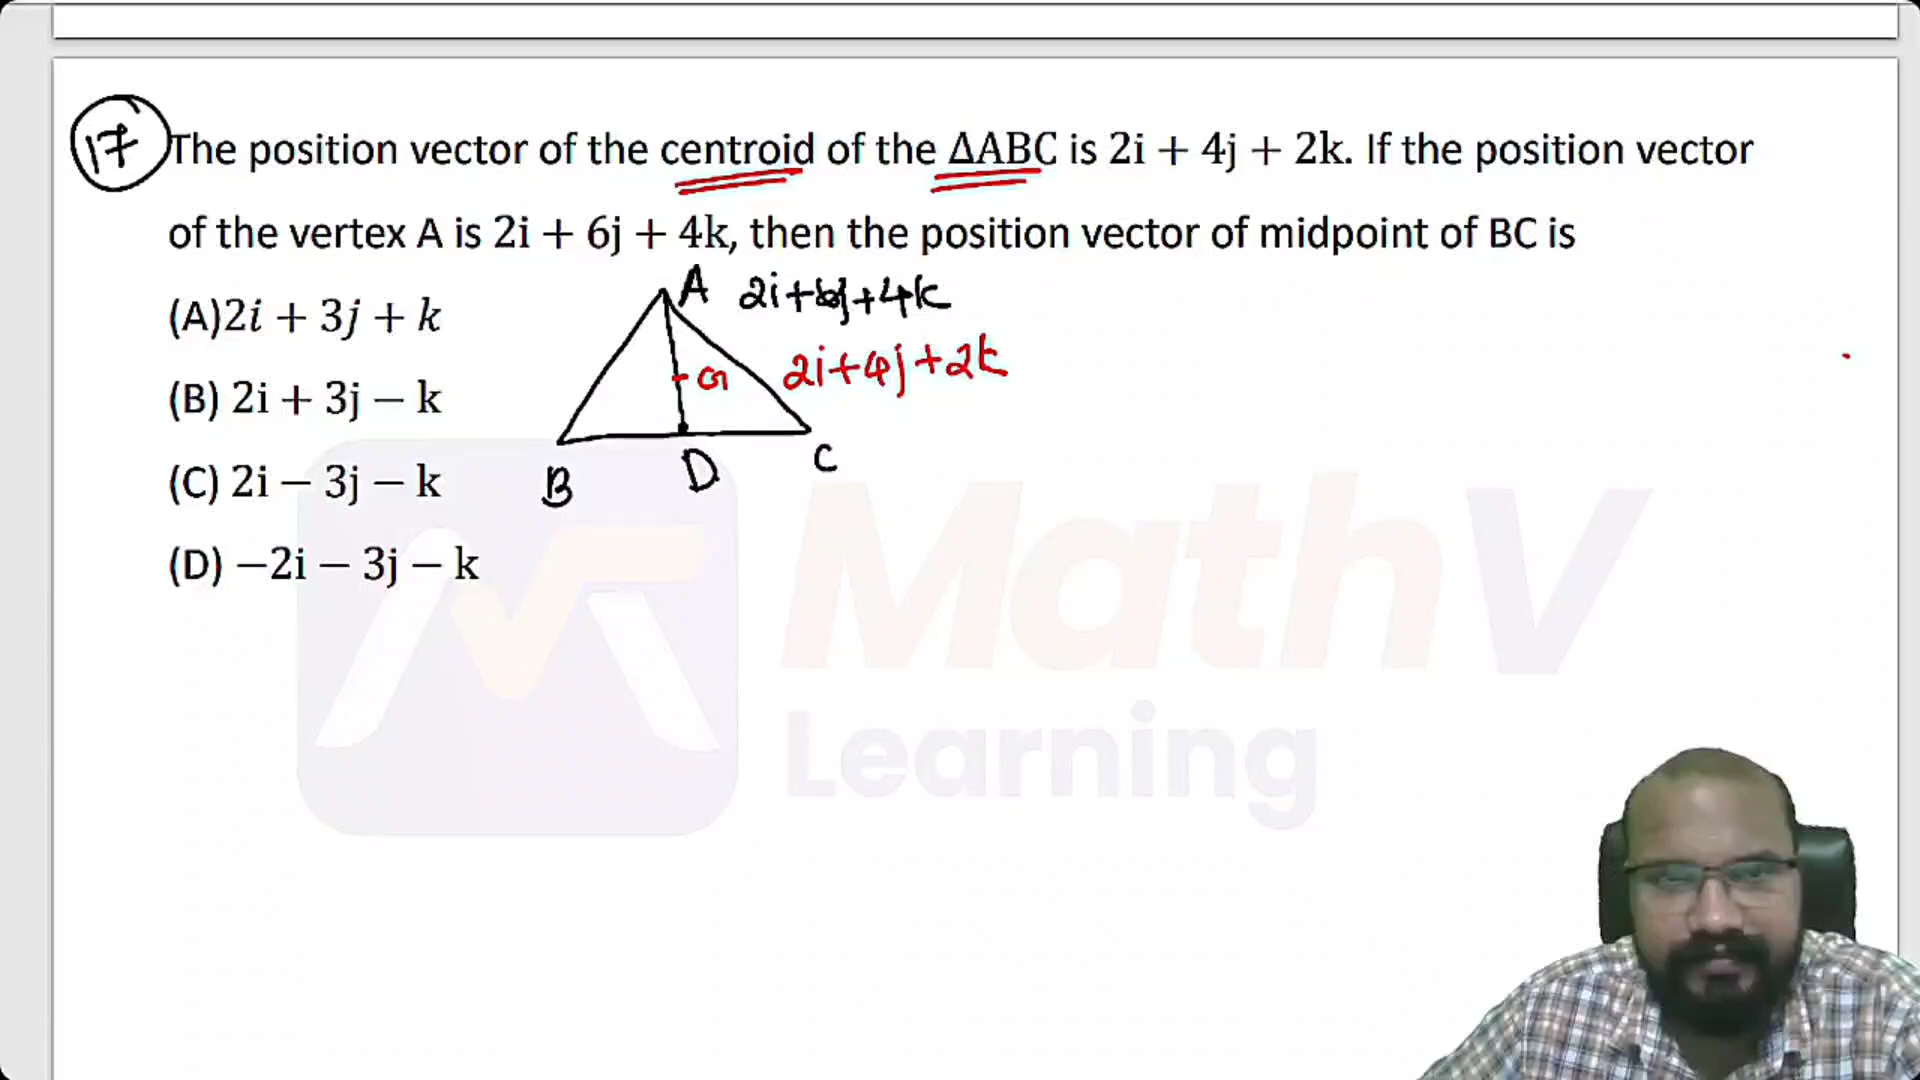 17 The position vector of the centroid of the ΔABC is 2i + 4j + 2k. If the position vector
of the vertex A is 2i + 6j + 4k, then the position vector of midpoint of BC is
A 2i+6j+4k
(A)2i + 3j + k
G 2i+4j+2k
(B) 2i + 3j − k
B D C
(C) 2i − 3j − k
(D) −2i − 3j − k
MathV
Learning